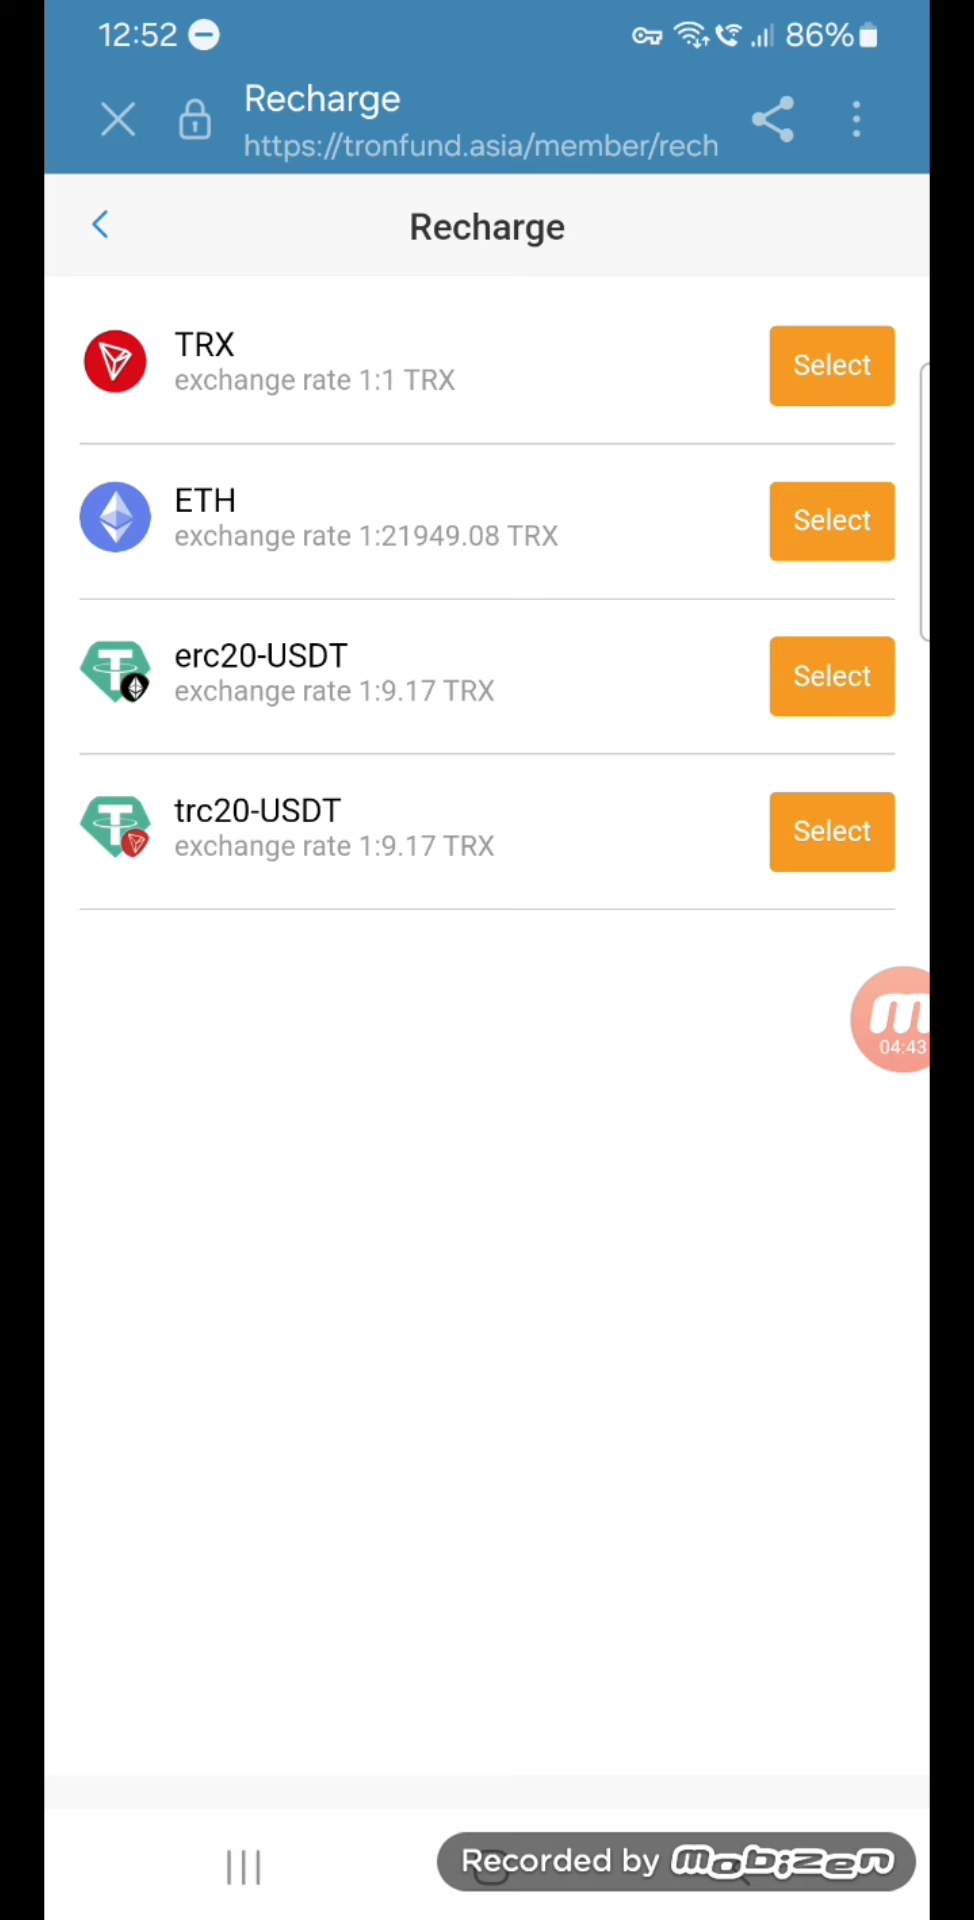 12:52
86%
Recharge
https://tronfund.asia/member/rech
Recharge
TRX
exchange rate 1:1 TRX
Select
ETH
exchange rate 1:21949.08 TRX
Select
erc20-USDT
exchange rate 1:9.17 TRX
Select
trc20-USDT
exchange rate 1:9.17 TRX
Select
m
04:43
Recorded by mobizen